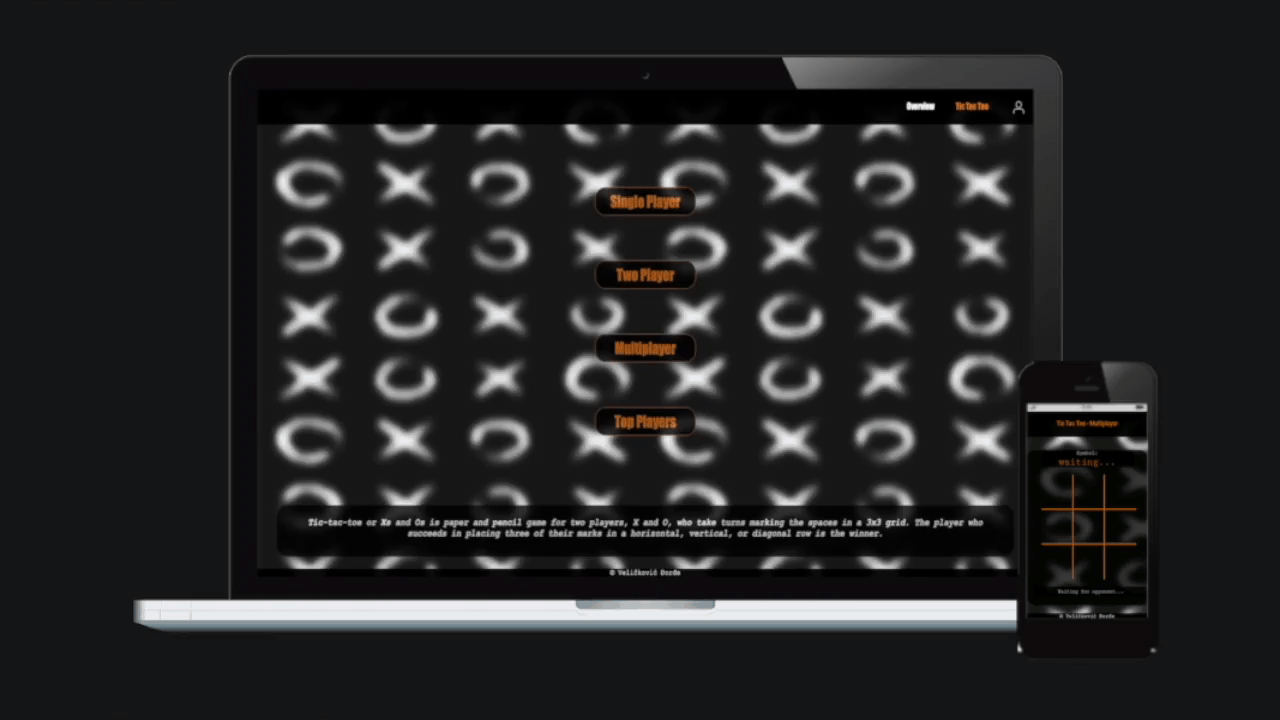 Overview
Tic Tac Toe
Single Player
Two Player
Multiplayer
Top Players
Tic-tac-toe or Xs and Os is paper and pencil game for two players, X and O, who take turns marking the spaces in a 3x3 grid. The player who
succeeds in placing three of their marks in a horizontal, vertical, or diagonal row is the winner.
© Veličković Đorđe
Tic Tac Toe - Multiplayer
Symbol:
waiting...
Waiting for opponent...
© Veličković Đorđe